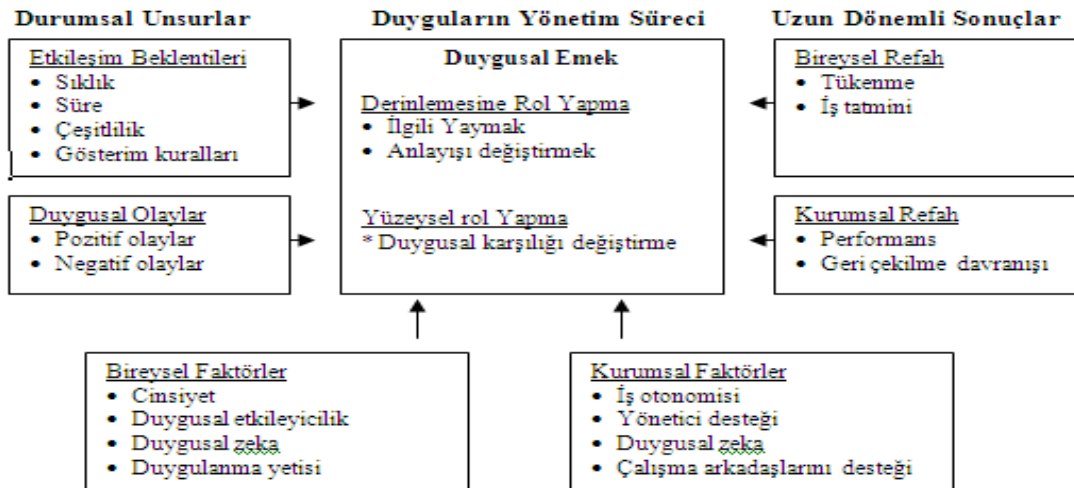 Durumsal Unsurlar
Duyguların Yönetim Süreci
Uzun Dönemli Sonuçlar
Etkileşim Beklentileri
• Sıklık
• Süre
• Çeşitlilik
• Gösterim kuralları
Duygusal Olaylar
• Pozitif olaylar
• Negatif olaylar
Duygusal Emek
Derinlemesine Rol Yapma
• İlgili Yaymak
• Anlayışı değiştirmek
Yüzeysel rol Yapma
* Duygusal karşılığı değiştirme
Bireysel Refah
• Tükenme
• İş tatmini
Kurumsal Refah
• Performans
• Geri çekilme davranışı
Bireysel Faktörler
• Cinsiyet
• Duygusal etkileyicilik
• Duygusal zeka
• Duygulanma yetisi
Kurumsal Faktörler
• İş otonomisi
• Yönetici desteği
• Duygusal zeka
• Çalışma arkadaşlarını desteği